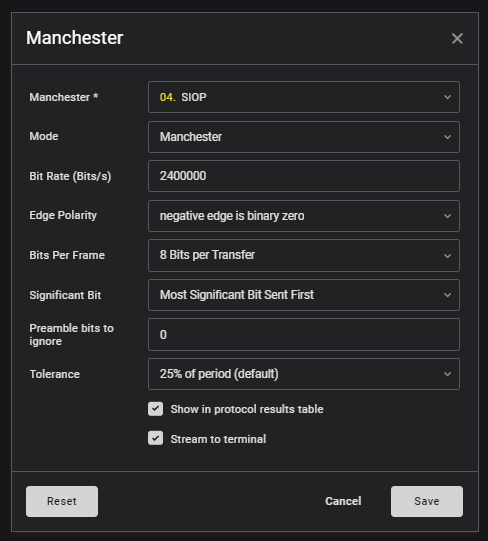 Manchester
Manchester * 04. SIOP
Mode Manchester
Bit Rate (Bits/s) 2400000
Edge Polarity negative edge is binary zero
Bits Per Frame 8 Bits per Transfer
Significant Bit Most Significant Bit Sent First
Preamble bits to
ignore 0
Tolerance 25% of period (default)
Show in protocol results table
Stream to terminal
Reset Cancel Save